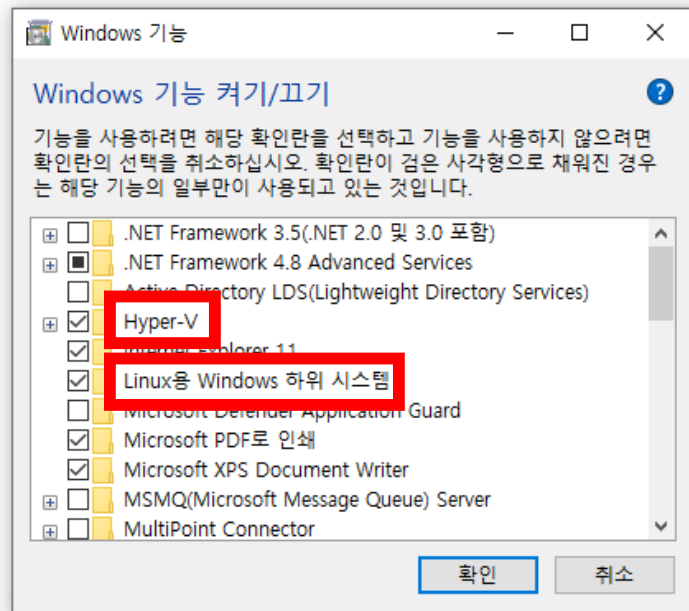 Windows 기능
Windows 기능 켜기/끄기
기능을 사용하려면 해당 확인란을 선택하고 기능을 사용하지 않으려면
확인란의 선택을 취소하십시오. 확인란이 검은 사각형으로 채워진 경우
는 해당 기능의 일부만이 사용되고 있는 것입니다.
.NET Framework 3.5(.NET 2.0 및 3.0 포함)
.NET Framework 4.8 Advanced Services
Active Directory LDS(Lightweight Directory Services)
Hyper-V
Internet Explorer 11
Linux용 Windows 하위 시스템
Microsoft Defender Application Guard
Microsoft PDF로 인쇄
Microsoft XPS Document Writer
MSMQ(Microsoft Message Queue) Server
MultiPoint Connector
확인
취소